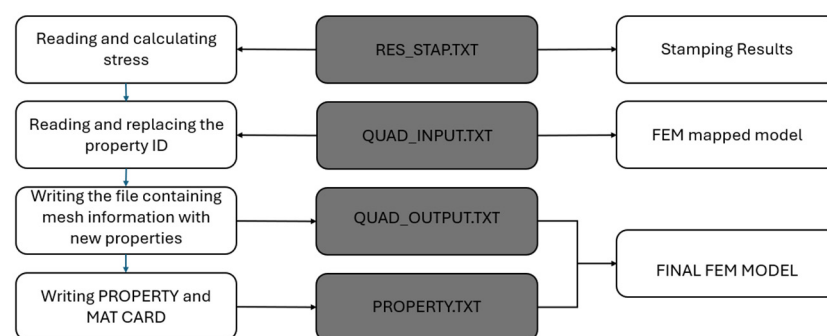 Reading and calculating
stress
RES_STAP.TXT
Stamping Results
Reading and replacing the
property ID
QUAD_INPUT.TXT
FEM mapped model
Writing the file containing
mesh information with
new properties
QUAD_OUTPUT.TXT
FINAL FEM MODEL
Writing PROPERTY and
MAT CARD
PROPERTY.TXT